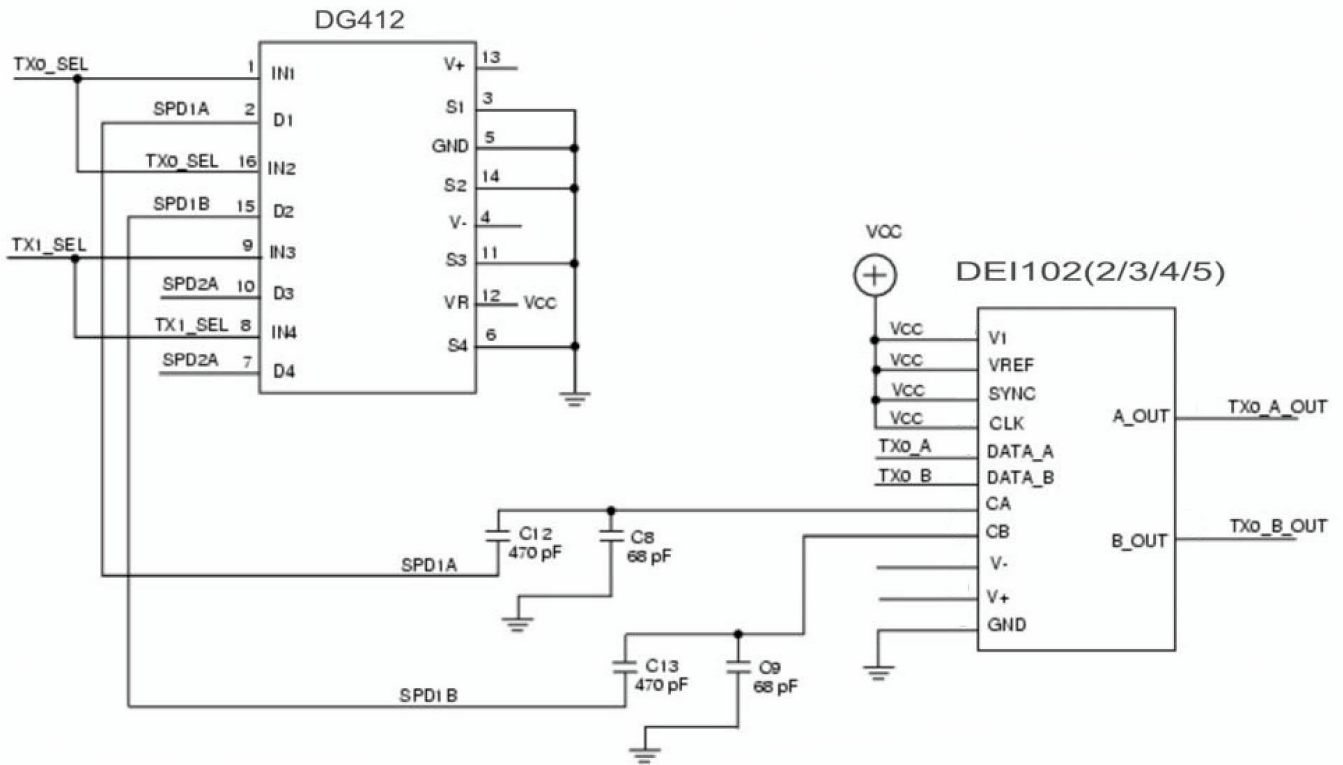 DG412
TX0_SEL
1
IN1
V+
13
SPD1A
2
D1
S1
3
GND
5
TX0_SEL
16
IN2
S2
14
SPD1B
15
D2
V-
4
TX1_SEL
9
IN3
S3
11
SPD2A
10
D3
VR
12
VCC
TX1_SEL
8
IN4
S4
6
SPD2A
7
D4
VCC
DEI102(2/3/4/5)
VCC
V1
VCC
VREF
VCC
SYNC
VCC
CLK
TX0_A
DATA_A
TX0_B
DATA_B
CA
CB
V-
V+
GND
A_OUT
TX0_A_OUT
B_OUT
TX0_B_OUT
C12
470 pF
C8
68 pF
SPD1A
C13
470 pF
C9
68 pF
SPD1B